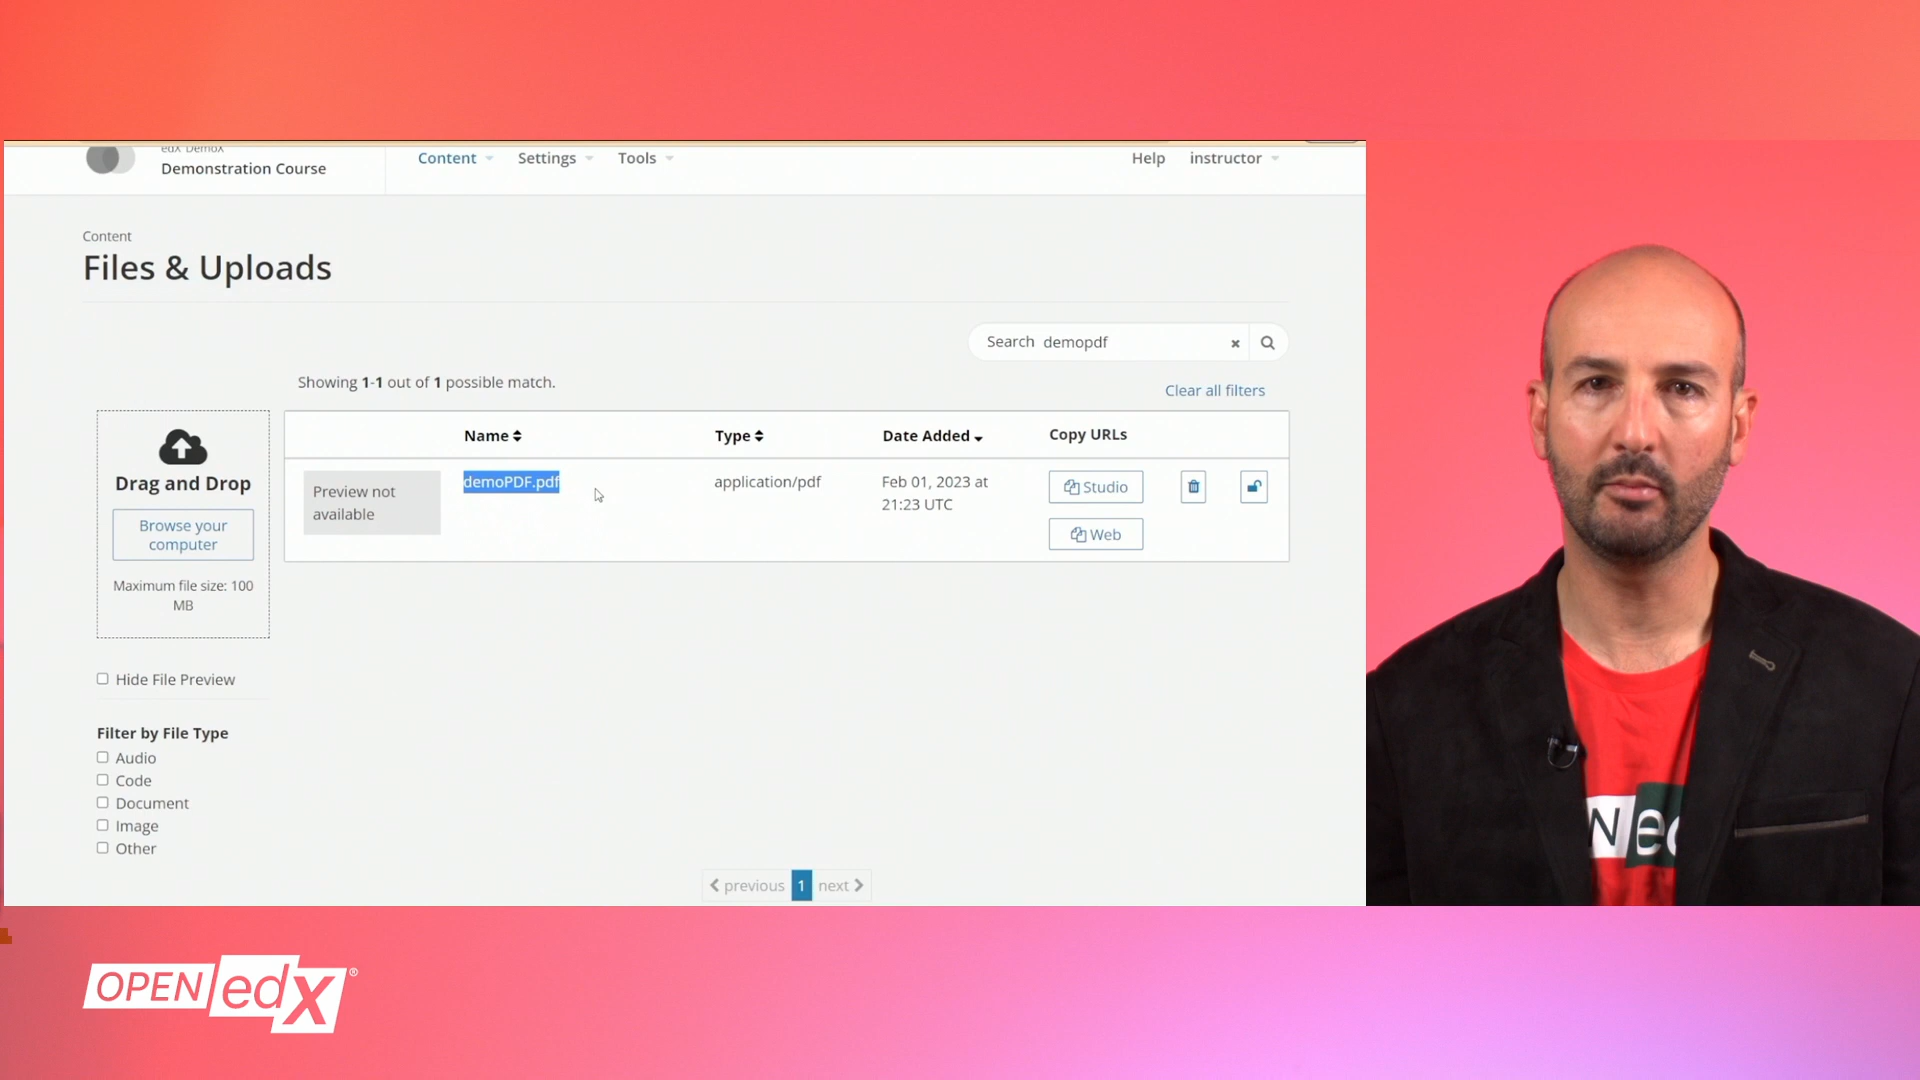 edX DemoX
Demonstration Course
Content
Settings
Tools
Help
instructor
Content
Files & Uploads
Search demopdf
Showing 1-1 out of 1 possible match.
Clear all filters
Name
Type
Date Added
Copy URLs
Drag and Drop
Browse your
computer
Maximum file size: 100
MB
Preview not
available
demoPDF.pdf
application/pdf
Feb 01, 2023 at
21:23 UTC
Studio
Web
Hide File Preview
Filter by File Type
Audio
Code
Document
Image
Other
previous 1 next
OPEN edX®